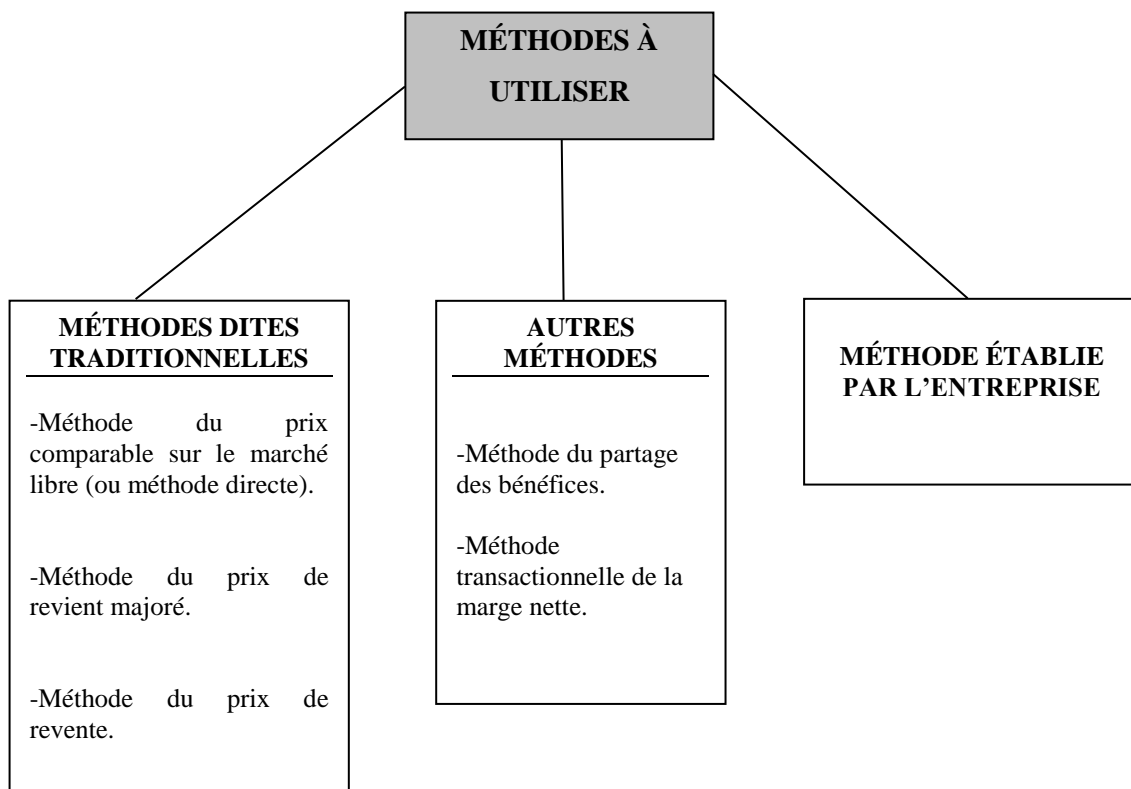 MÉTHODES À
UTILISER
MÉTHODES DITES
TRADITIONNELLES
-Méthode du prix
comparable sur le marché
libre (ou méthode directe).
-Méthode du prix de
revient majoré.
-Méthode du prix de
revente.
AUTRES
MÉTHODES
-Méthode du partage
des bénéfices.
-Méthode
transactionnelle de la
marge nette.
MÉTHODE ÉTABLIE
PAR L’ENTREPRISE